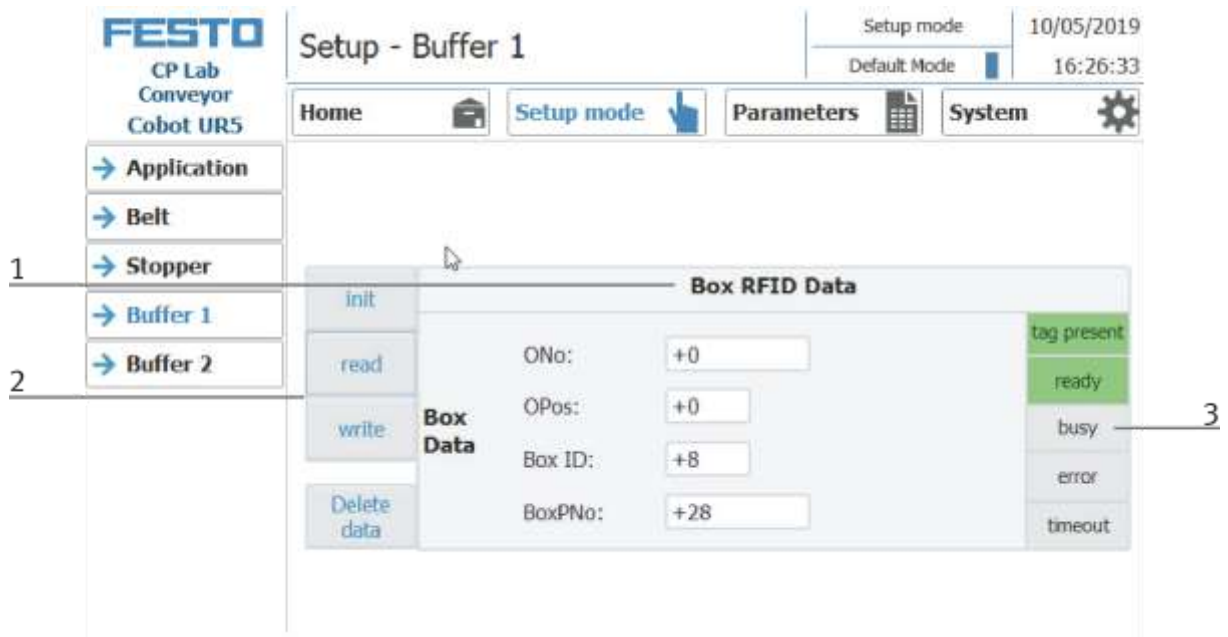 FESTO
CP Lab
Conveyor
Cobot UR5
Setup - Buffer 1
Setup mode
Default Mode
10/05/2019
16:26:33
Home
Setup mode
Parameters
System
Application
Belt
Stopper
Buffer 1
Buffer 2
1
2
3
init
read
write
Delete
data
Box RFID Data
Box
Data
ONo: +0
OPos: +0
Box ID: +8
BoxPNo: +28
tag present
ready
busy
error
timeout